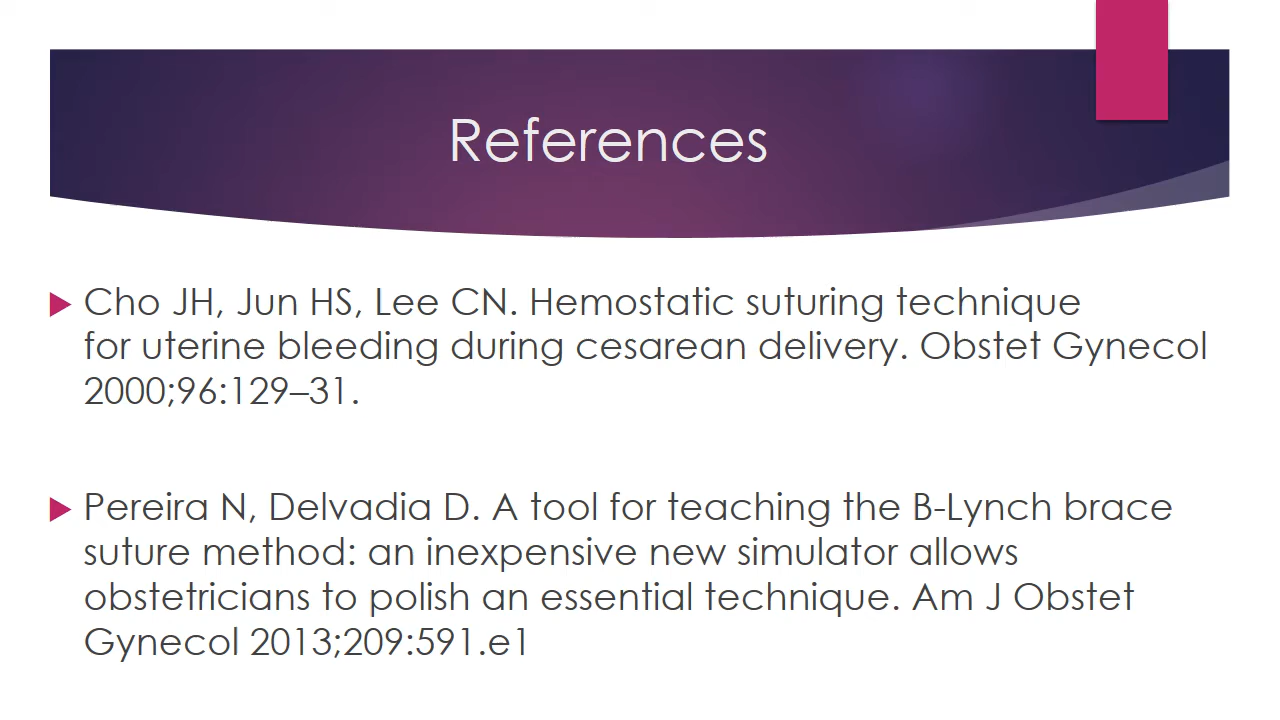 References
Cho JH, Jun HS, Lee CN. Hemostatic suturing technique
for uterine bleeding during cesarean delivery. Obstet Gynecol
2000;96:129–31.
Pereira N, Delvadia D. A tool for teaching the B-Lynch brace
suture method: an inexpensive new simulator allows
obstetricians to polish an essential technique. Am J Obstet
Gynecol 2013;209:591.e1